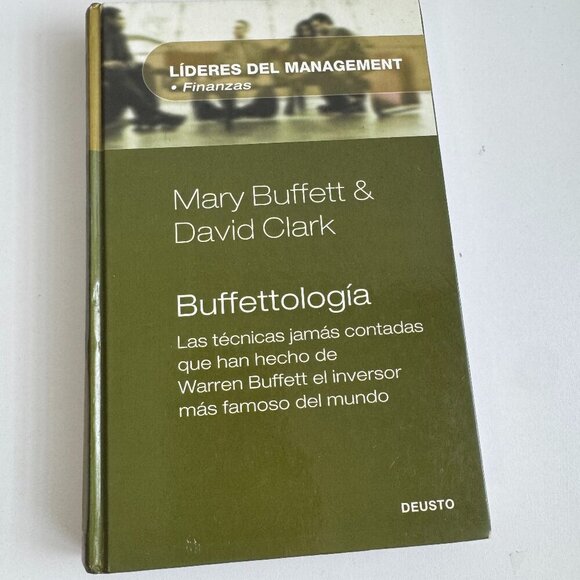 LÍDERES DEL MANAGEMENT
• Finanzas
Mary Buffett &
David Clark
Buffettología
Las técnicas jamás contadas
que han hecho de
Warren Buffett el inversor
más famoso del mundo
DEUSTO